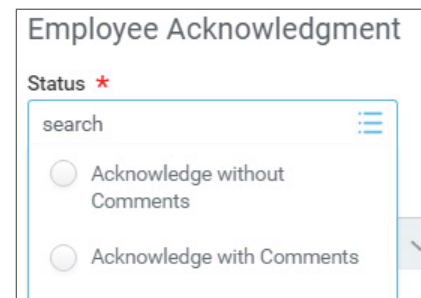 Employee Acknowledgment
Status *
search
Acknowledge without
Comments
Acknowledge with Comments